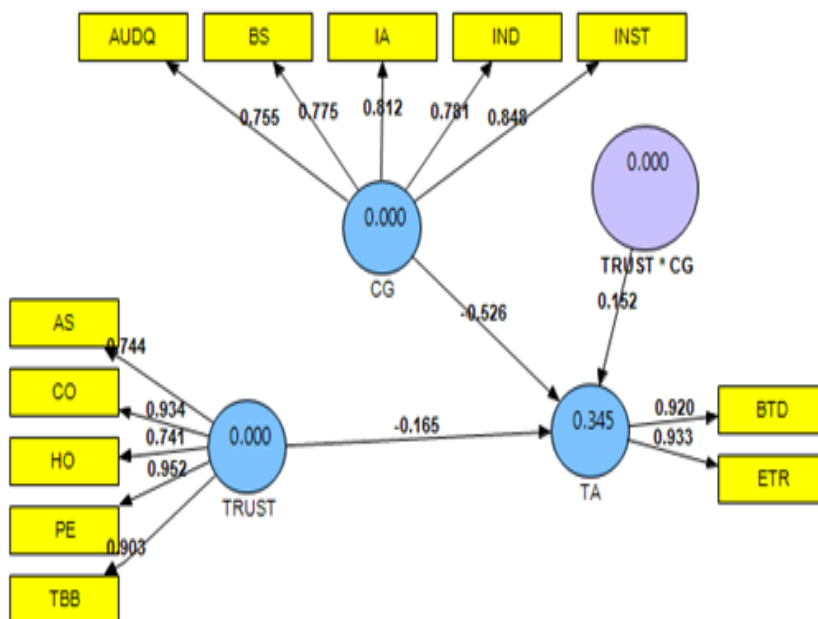 AUDQ BS IA IND INST
0.755 0.775 0.812 0.781 0.848
0.000
0.000
CG
TRUST * CG
0.152
-0.526
AS
0.744
CO
0.934
HO
0.741
0.952
PE
0.903
TBB
0.000
TRUST
-0.165
0.345
TA
0.920
BTD
0.933
ETR